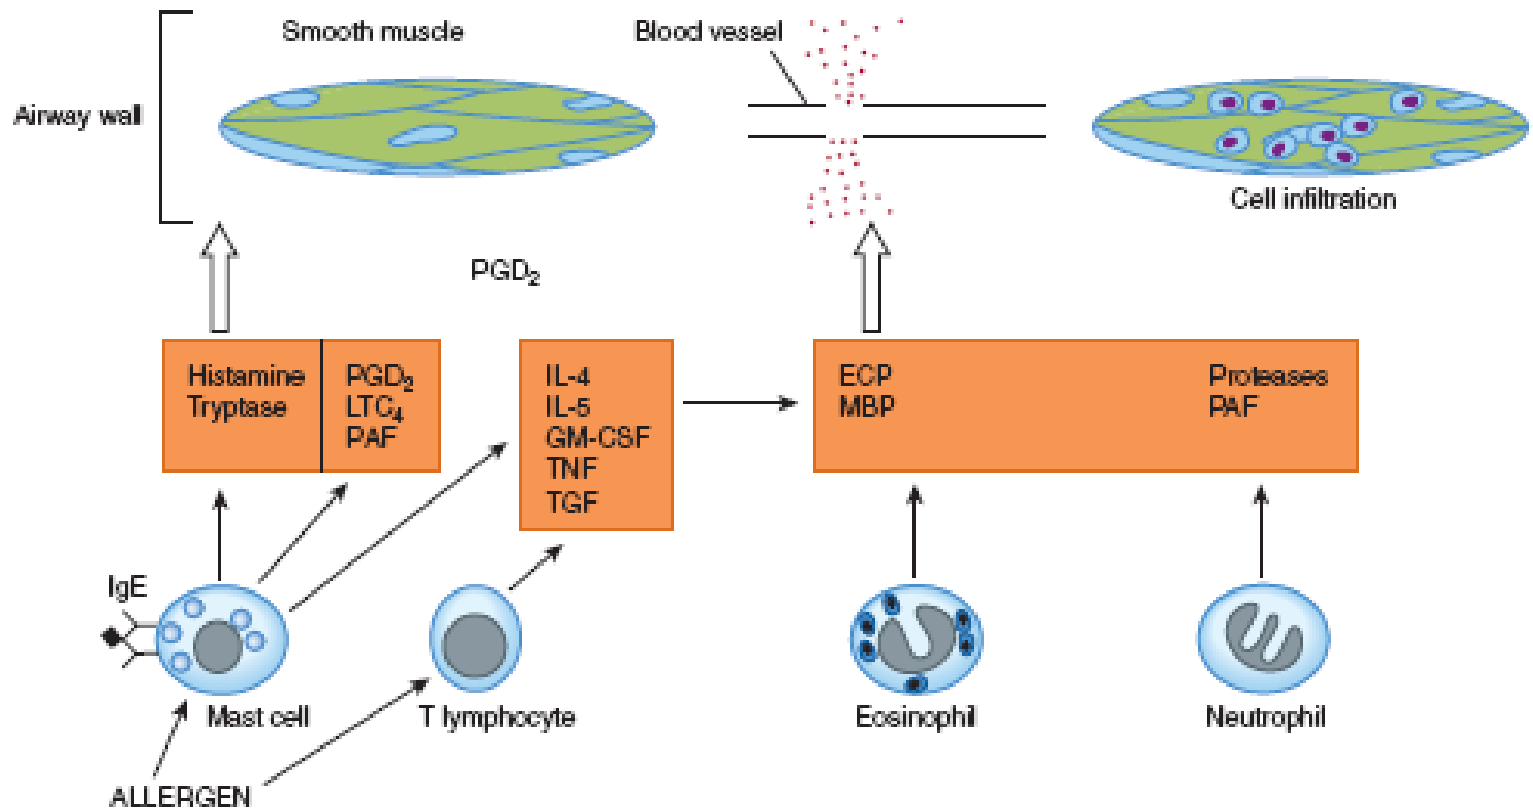 Smooth muscle
Blood vessel
Airway wall
Cell infiltration
PGD₂
Histamine
Tryptase
PGD₂
LTC₄
PAF
IL-4
IL-5
GM-CSF
TNF
TGF
ECP
MBP
Proteases
PAF
IgE
Mast cell
T lymphocyte
Eosinophil
Neutrophil
ALLERGEN